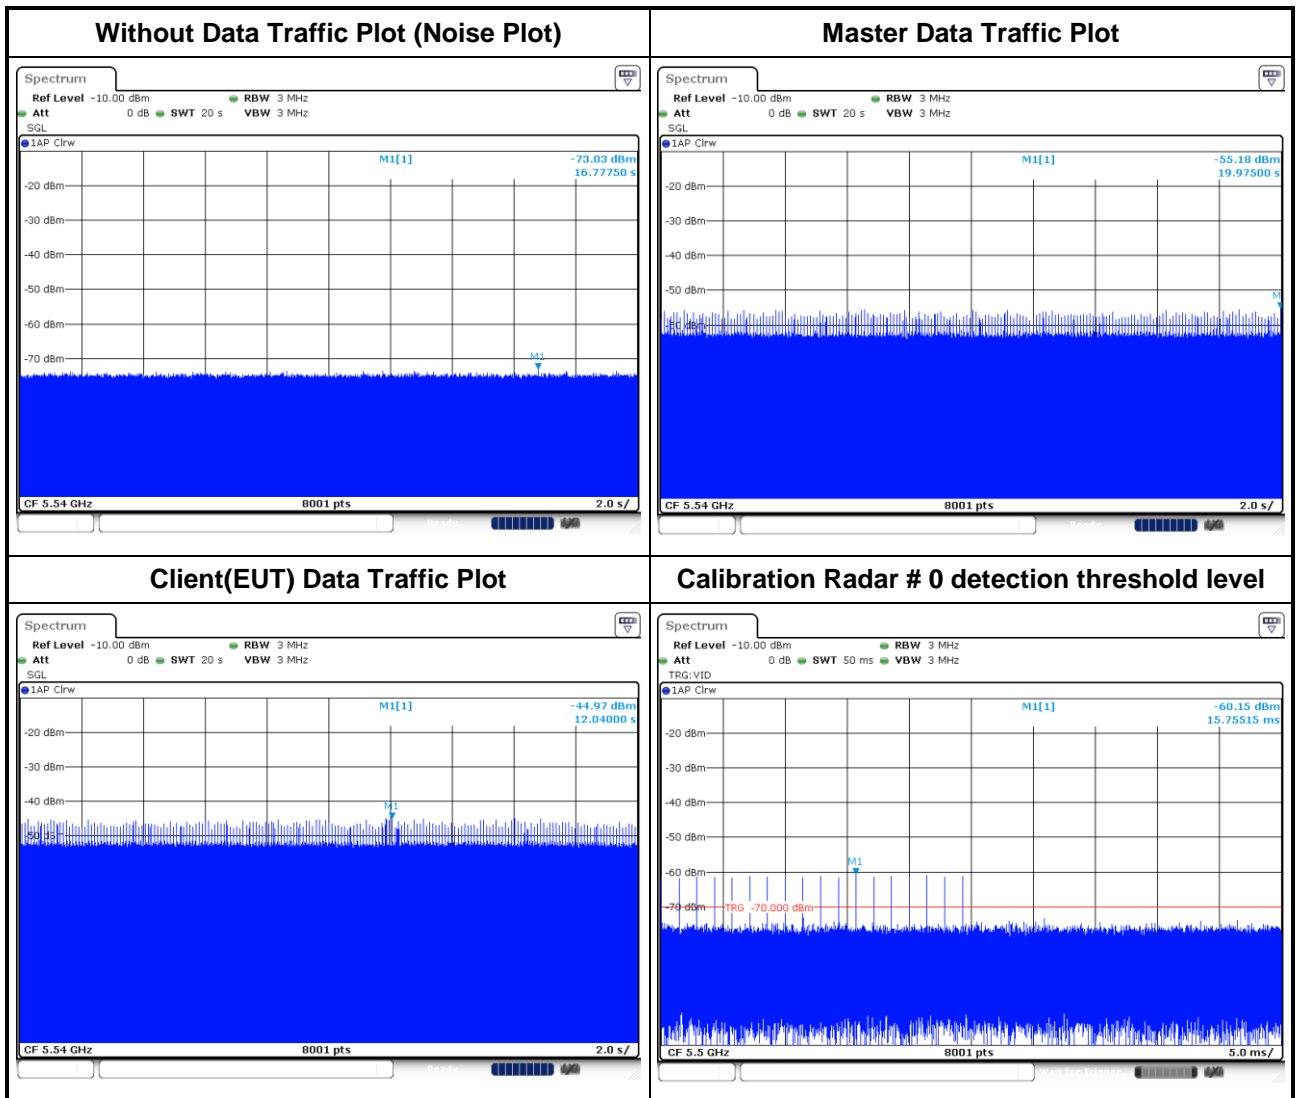 Without Data Traffic Plot (Noise Plot)
Spectrum
Ref Level -10.00 dBm RBW 3 MHz
Att 0 dB SWT 20 s VBW 3 MHz
SGL
1AP Clrw
M1[1] -73.03 dBm
16.77750 s
-20 dBm
-30 dBm
-40 dBm
-50 dBm
-60 dBm
-70 dBm
M1
CF 5.54 GHz 8001 pts 2.0 s/
Master Data Traffic Plot
Spectrum
Ref Level -10.00 dBm RBW 3 MHz
Att 0 dB SWT 20 s VBW 3 MHz
SGL
1AP Clrw
M1[1] -55.18 dBm
19.97500 s
-20 dBm
-30 dBm
-40 dBm
-50 dBm
M
CF 5.54 GHz 8001 pts 2.0 s/
Client(EUT) Data Traffic Plot
Spectrum
Ref Level -10.00 dBm RBW 3 MHz
Att 0 dB SWT 20 s VBW 3 MHz
SGL
1AP Clrw
M1[1] -44.97 dBm
12.04000 s
-20 dBm
-30 dBm
-40 dBm
M1
CF 5.54 GHz 8001 pts 2.0 s/
Calibration Radar # 0 detection threshold level
Spectrum
Ref Level -10.00 dBm RBW 3 MHz
Att 0 dB SWT 50 ms VBW 3 MHz
TRG:VID
1AP Clrw
M1[1] -60.15 dBm
15.75515 ms
-20 dBm
-30 dBm
-40 dBm
-50 dBm
M1
-60 dBm
-70 dBm TRG -70.000 dBm
CF 5.5 GHz 8001 pts 5.0 ms/